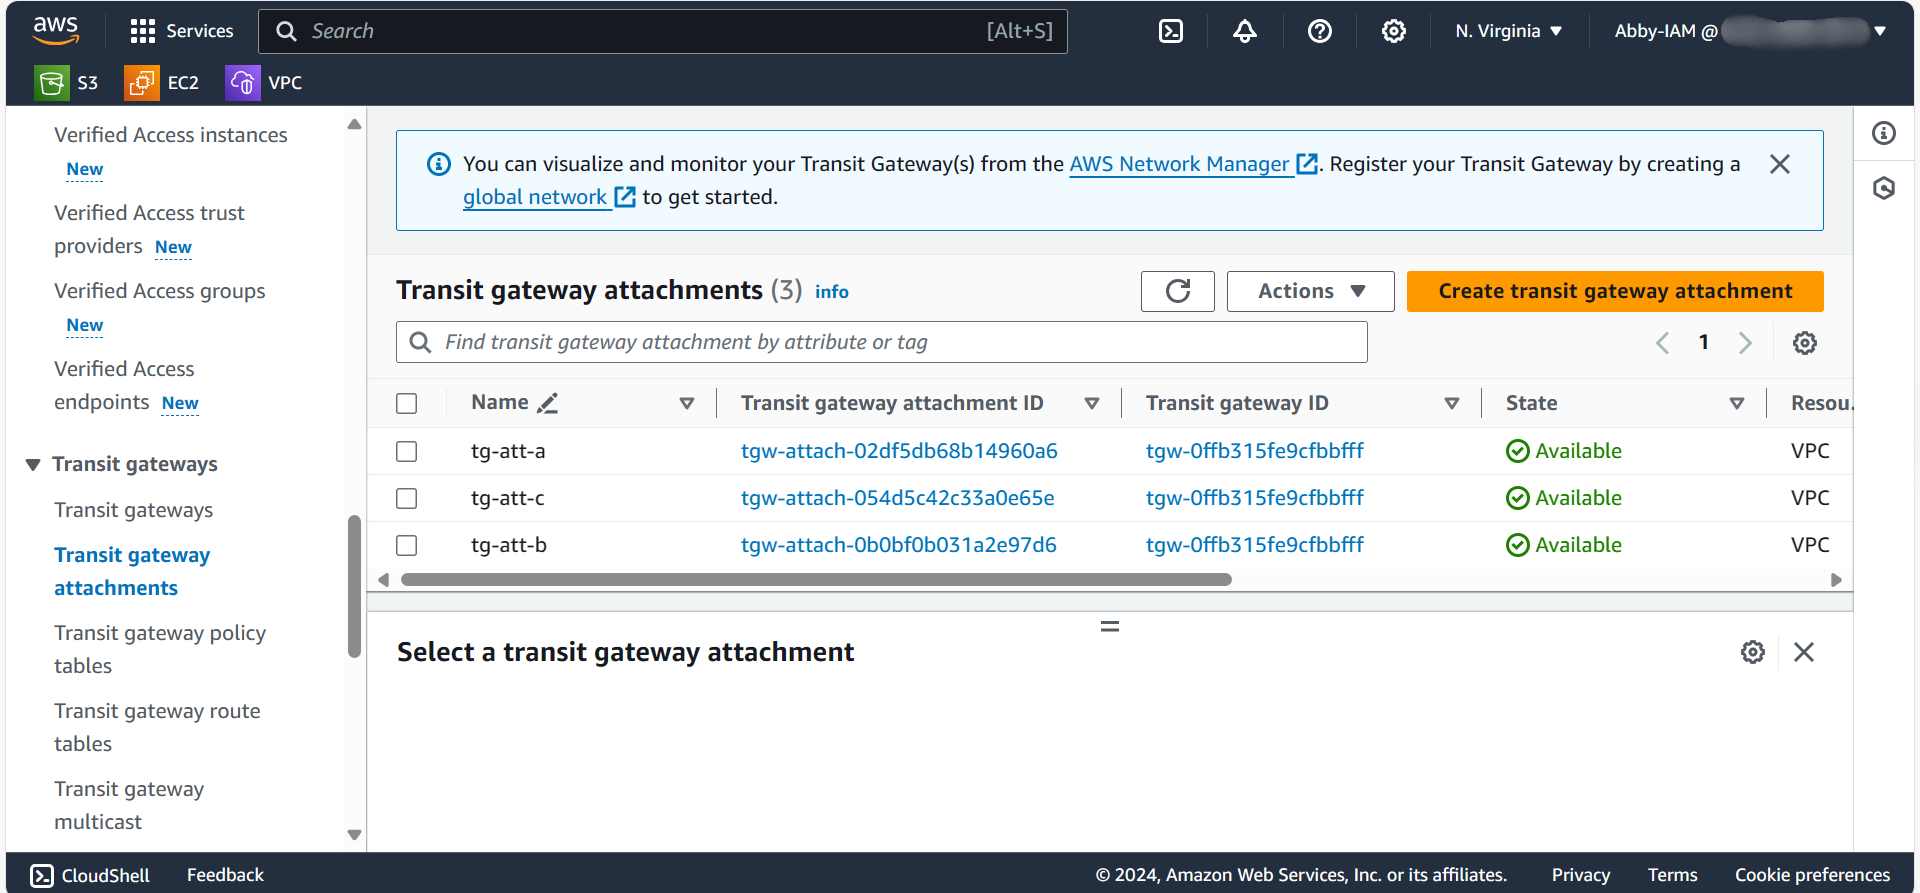 aws
Services
Search [Alt+S]
N. Virginia
Abby-IAM @
S3
EC2
VPC
Verified Access instances
New
Verified Access trust
providers New
Verified Access groups
New
Verified Access
endpoints New
Transit gateways
Transit gateways
Transit gateway
attachments
Transit gateway policy
tables
Transit gateway route
tables
Transit gateway
multicast
You can visualize and monitor your Transit Gateway(s) from the AWS Network Manager . Register your Transit Gateway by creating a
global network to get started.
Transit gateway attachments (3) info
Actions
Create transit gateway attachment
Find transit gateway attachment by attribute or tag
1
Name Transit gateway attachment ID Transit gateway ID State Resou.
tg-att-a tgw-attach-02df5db68b14960a6 tgw-0ffb315fe9cfbbfff Available VPC
tg-att-c tgw-attach-054d5c42c33a0e65e tgw-0ffb315fe9cfbbfff Available VPC
tg-att-b tgw-attach-0b0bf0b031a2e97d6 tgw-0ffb315fe9cfbbfff Available VPC
Select a transit gateway attachment
CloudShell Feedback © 2024, Amazon Web Services, Inc. or its affiliates. Privacy Terms Cookie preferences